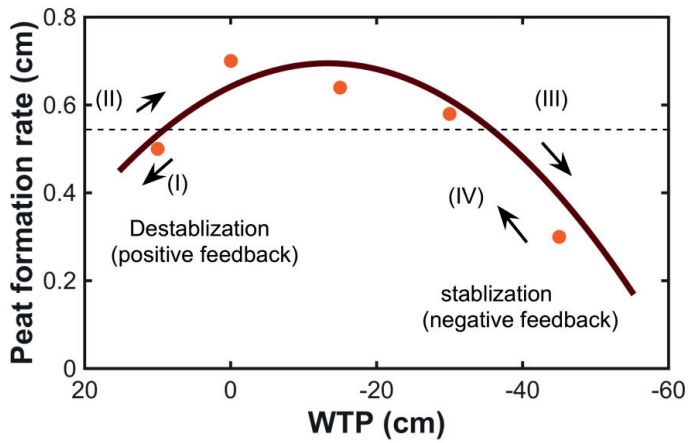 Peat formation rate (cm)
0.8
0.6
0.4
0.2
0
(II)
(III)
(I)
(IV)
Destablization
(positive feedback)
stablization
(negative feedback)
20
0
-20
-40
-60
WTP (cm)